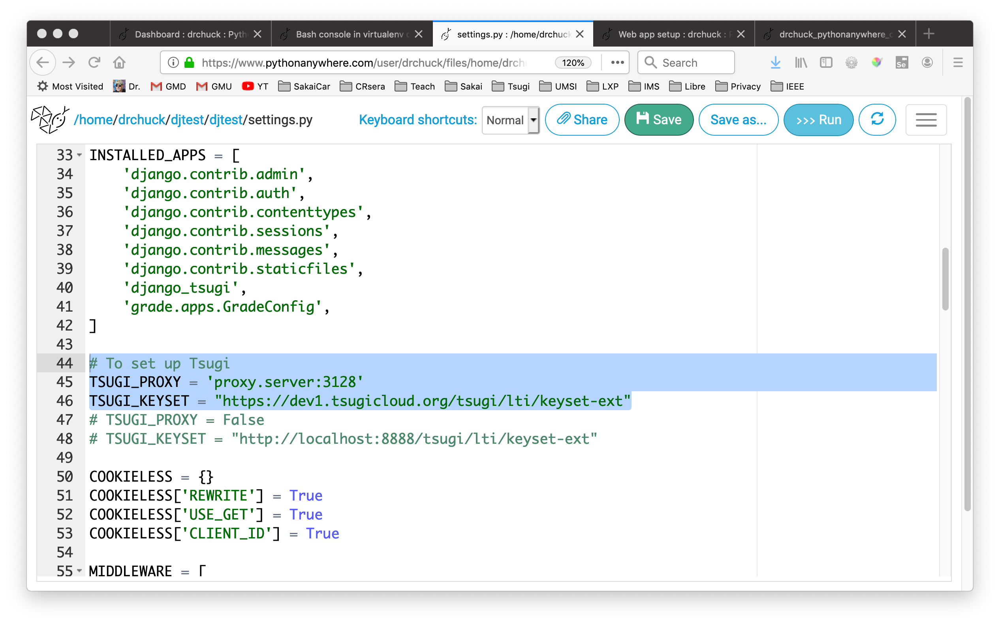 Dashboard : drchuck : Pyth
Bash console in virtualenv
settings.py : /home/drchuck
Web app setup : drchuck :
drchuck_pythonanywhere_c
https://www.pythonanywhere.com/user/drchuck/files/home/drch
120%
Search
Se
Most Visited
Dr.
GMD
GMU
YT
SakaiCar
CRsera
Teach
Sakai
Tsugi
UMSI
LXP
IMS
Libre
Privacy
IEEE
/home/drchuck/djtest/djtest/settings.py
Keyboard shortcuts:
Normal
Share
Save
Save as...
>>> Run
33 INSTALLED_APPS = [
34 'django.contrib.admin',
35 'django.contrib.auth',
36 'django.contrib.contenttypes',
37 'django.contrib.sessions',
38 'django.contrib.messages',
39 'django.contrib.staticfiles',
40 'django_tsugi',
41 'grade.apps.GradeConfig',
42 ]
43
44 # To set up Tsugi
45 TSUGI_PROXY = 'proxy.server:3128'
46 TSUGI_KEYSET = "https://dev1.tsugicloud.org/tsugi/lti/keyset-ext"
47 # TSUGI_PROXY = False
48 # TSUGI_KEYSET = "http://localhost:8888/tsugi/lti/keyset-ext"
49
50 COOKIELESS = {}
51 COOKIELESS['REWRITE'] = True
52 COOKIELESS['USE_GET'] = True
53 COOKIELESS['CLIENT_ID'] = True
54
55 MIDDLEWARE = [